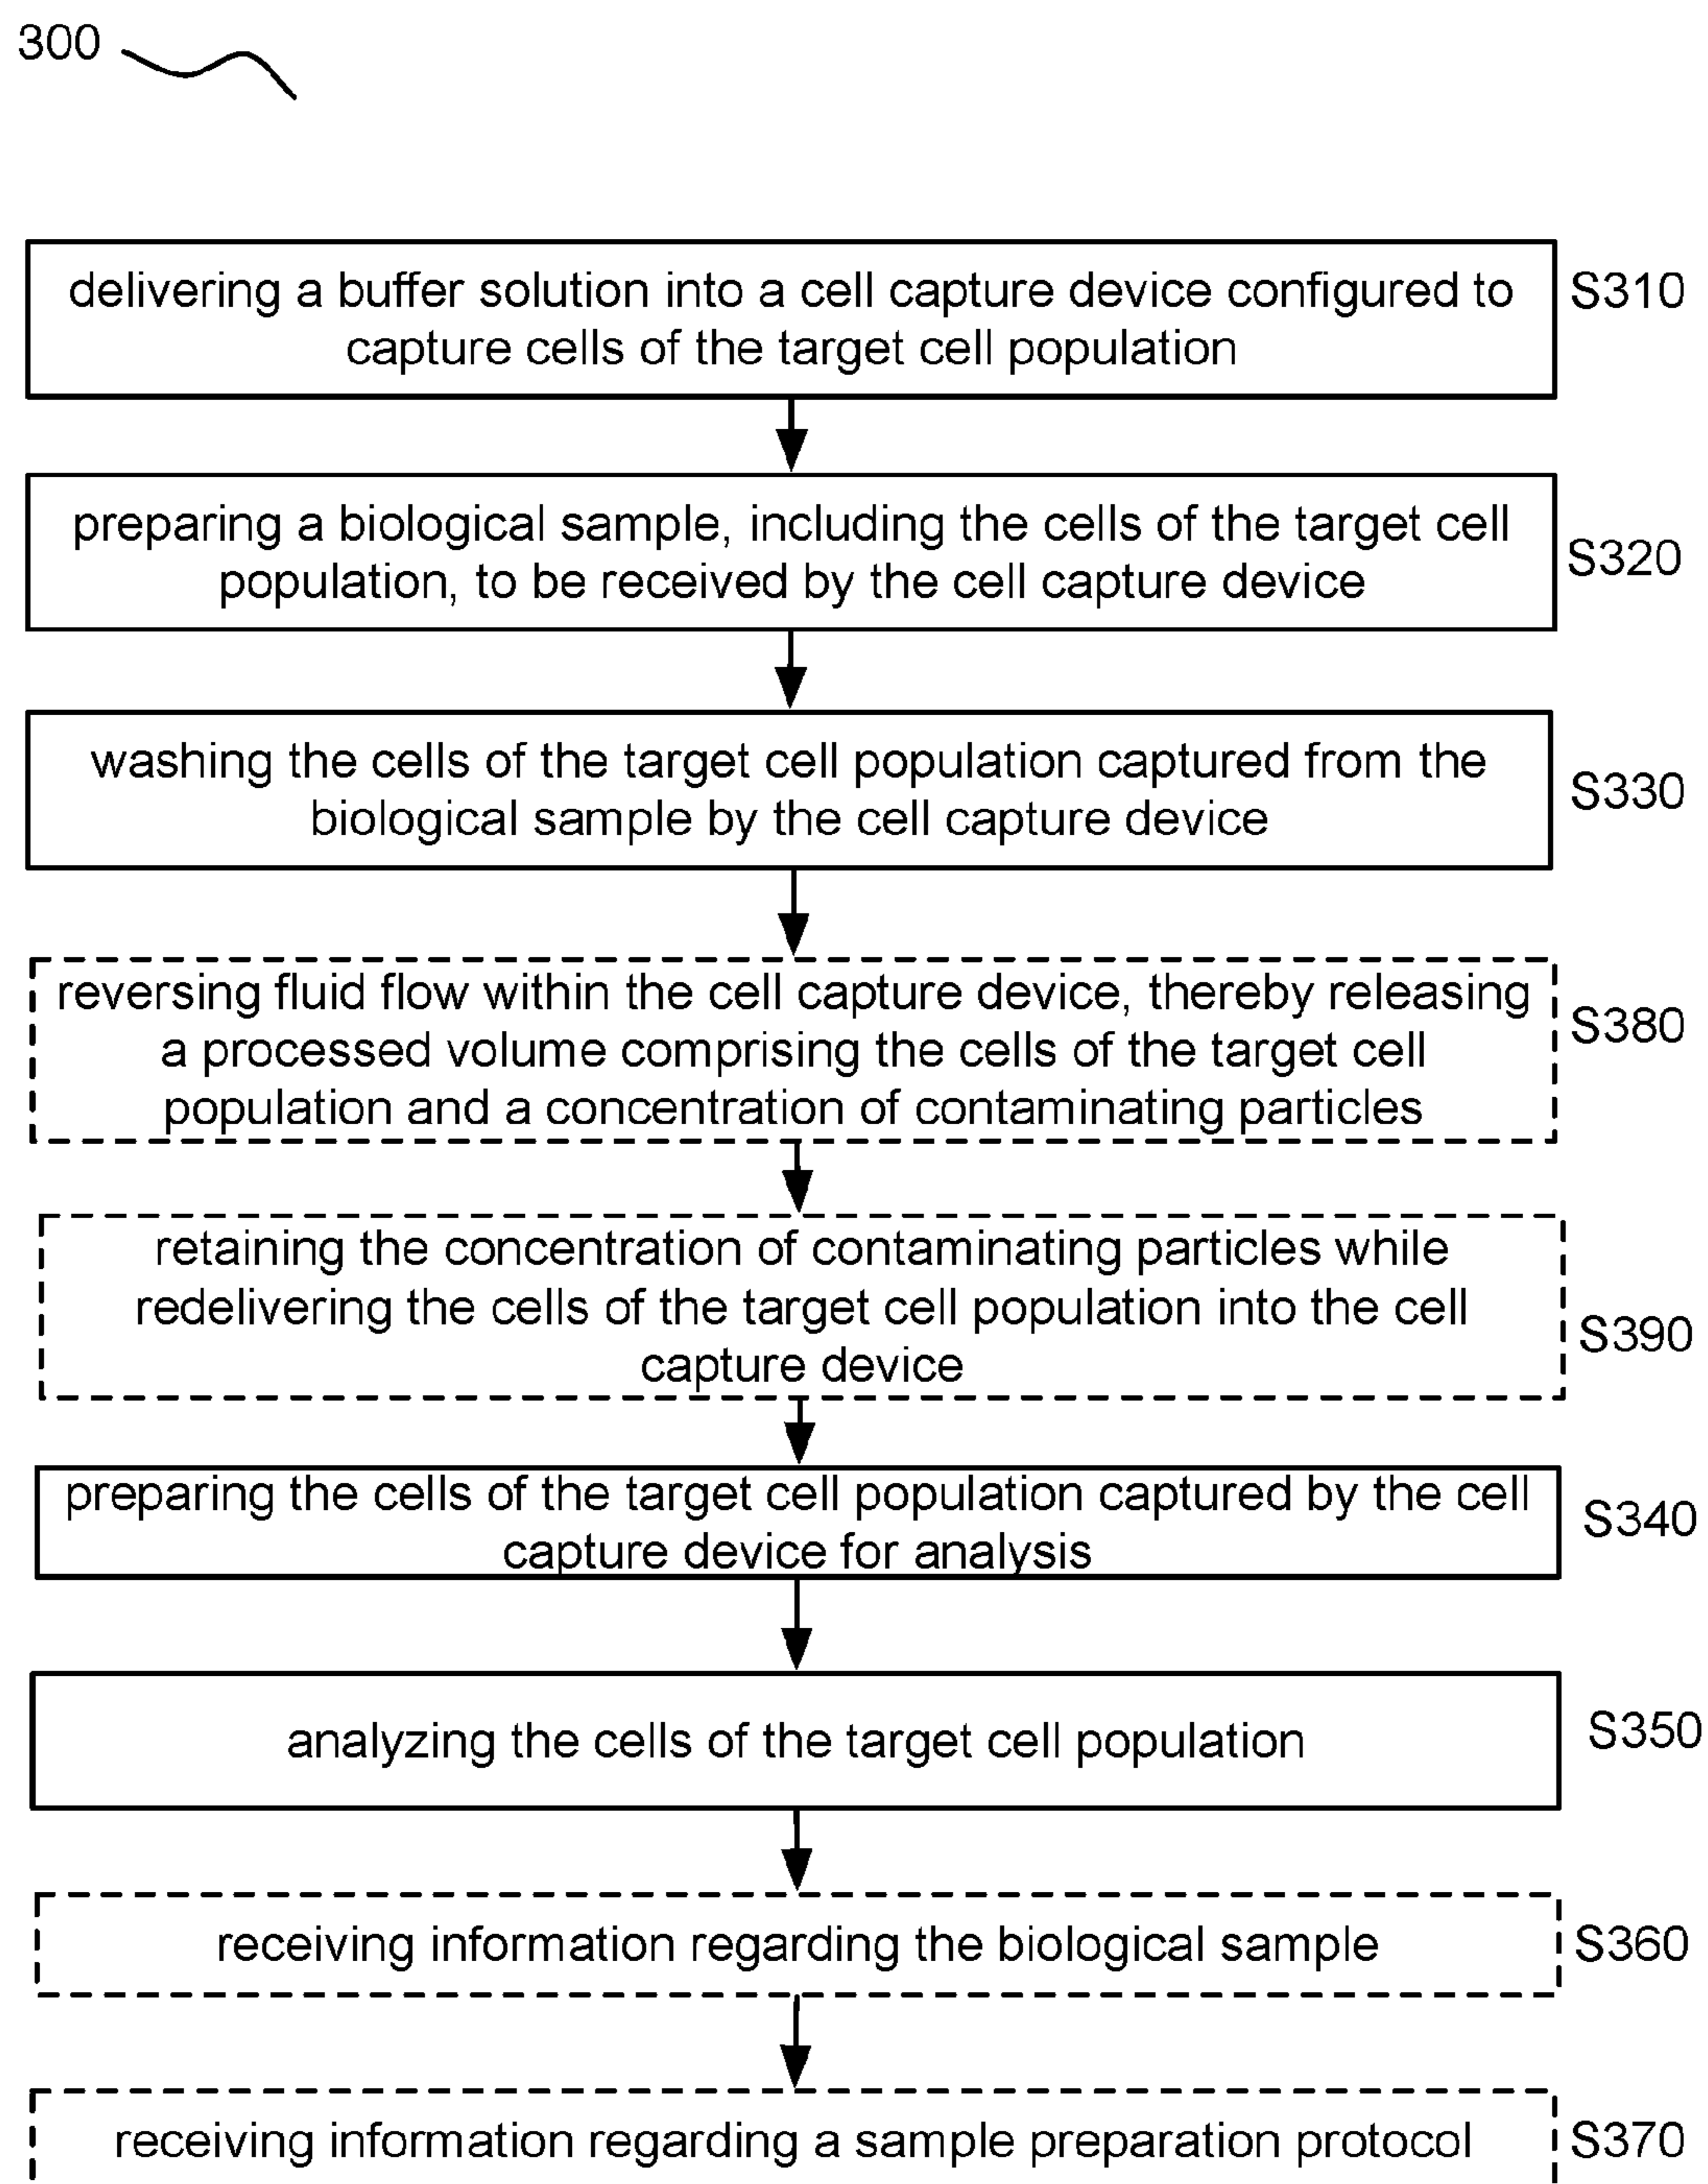 300
delivering a buffer solution into a cell capture device configured to
capture cells of the target cell population
S310
preparing a biological sample, including the cells of the target cell
population, to be received by the cell capture device
S320
washing the cells of the target cell population captured from the
biological sample by the cell capture device
S330
reversing fluid flow within the cell capture device, thereby releasing
a processed volume comprising the cells of the target cell
population and a concentration of contaminating particles
S380
retaining the concentration of contaminating particles while
redelivering the cells of the target cell population into the cell
capture device
S390
preparing the cells of the target cell population captured by the cell
capture device for analysis
S340
analyzing the cells of the target cell population
S350
receiving information regarding the biological sample
S360
receiving information regarding a sample preparation protocol
S370